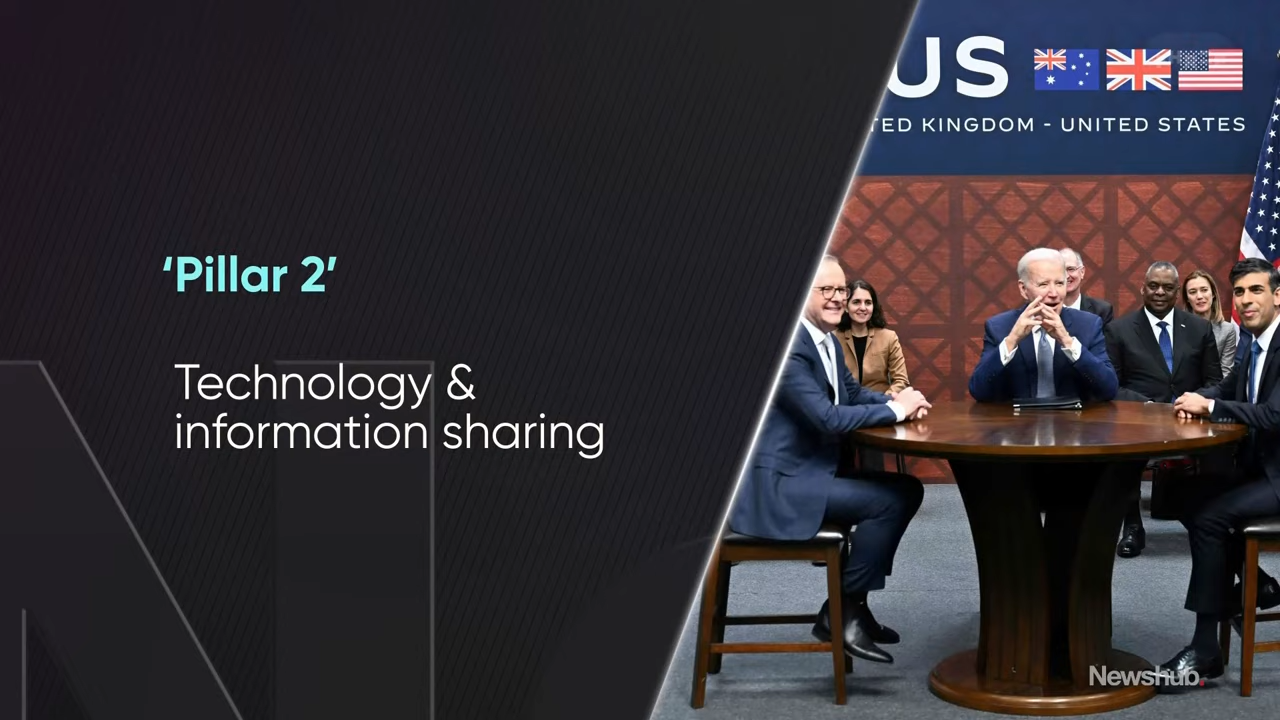 US
TED KINGDOM - UNITED STATES
‘Pillar 2’
Technology &
information sharing
Newshub.